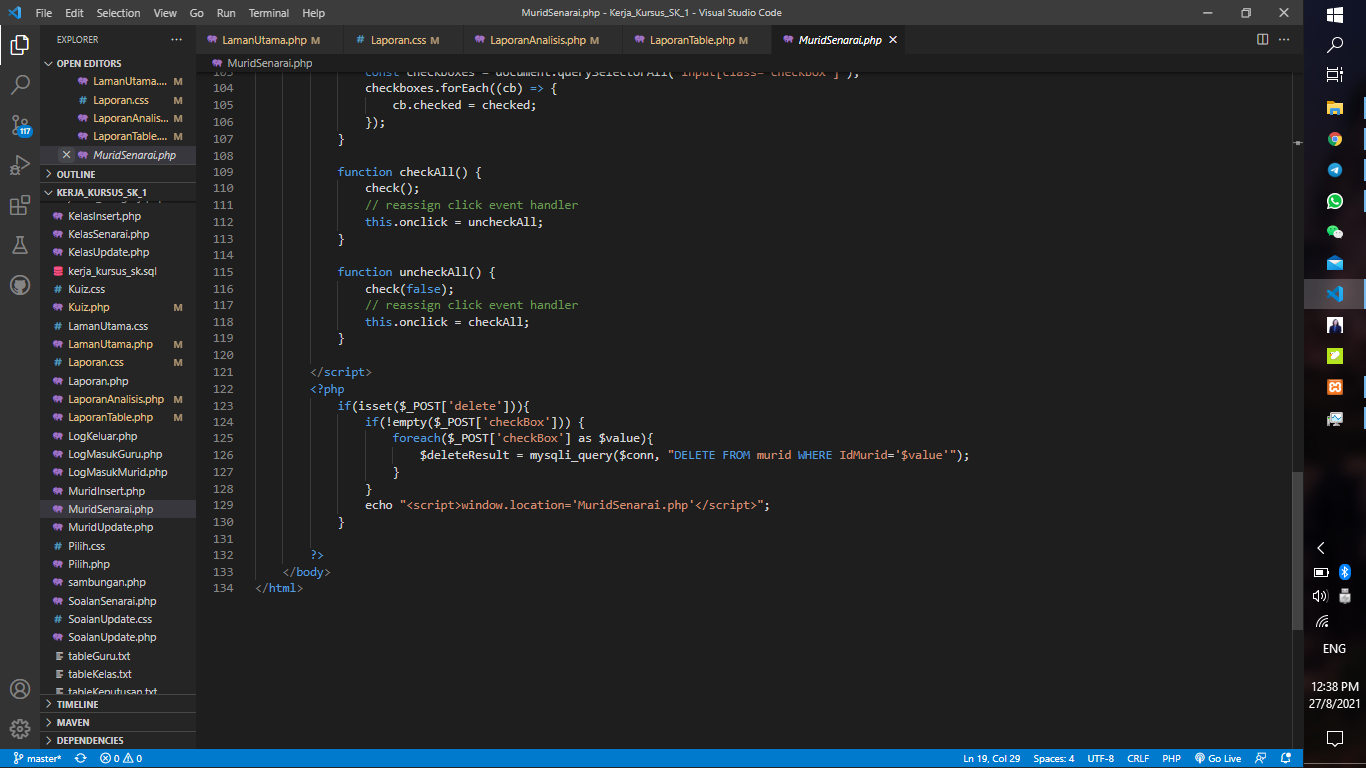 File Edit Selection View Go Run Terminal Help
MuridSenarai.php - Kerja_Kursus_SK_1 - Visual Studio Code
EXPLORER
OPEN EDITORS
LamanUtama.... M
Laporan.css M
LaporanAnalis... M
LaporanTable.... M
MuridSenarai.php
OUTLINE
KERJA_KURSUS_SK_1
KelasInsert.php
KelasSenarai.php
KelasUpdate.php
kerja_kursus_sk.sql
Kuiz.css
Kuiz.php M
LamanUtama.css
LamanUtama.php M
Laporan.css M
Laporan.php
LaporanAnalisis.php M
LaporanTable.php M
LogKeluar.php
LogMasukGuru.php
LogMasukMurid.php
MuridInsert.php
MuridSenarai.php
MuridUpdate.php
Pilih.css
Pilih.php
sambungan.php
SoalanSenarai.php
SoalanUpdate.css
SoalanUpdate.php
tableGuru.txt
tableKelas.txt
tableKeputusan.txt
TIMELINE
MAVEN
DEPENDENCIES
117
LamanUtama.php M
Laporan.css M
LaporanAnalisis.php M
LaporanTable.php M
MuridSenarai.php
MuridSenarai.php
103 const checkboxes = document.querySelectorAll('input[class="checkBox"]');
104 checkboxes.forEach((cb) => {
105 cb.checked = checked;
106 });
107 }
108
109 function checkAll() {
110 check();
111 // reassign click event handler
112 this.onclick = uncheckAll;
113 }
114
115 function uncheckAll() {
116 check(false);
117 // reassign click event handler
118 this.onclick = checkAll;
119 }
120
121 </script>
122 <?php
123 if(isset($_POST['delete'])){
124 if(!empty($_POST['checkBox'])) {
125 foreach($_POST['checkBox'] as $value){
126 $deleteResult = mysqli_query($conn, "DELETE FROM murid WHERE IdMurid='$value'");
127 }
128 }
129 echo "<script>window.location='MuridSenarai.php'</script>";
130 }
131
132 ?>
133 </body>
134 </html>
master* 0 0
Ln 19, Col 29 Spaces: 4 UTF-8 CRLF PHP Go Live
ENG
12:38 PM
27/8/2021